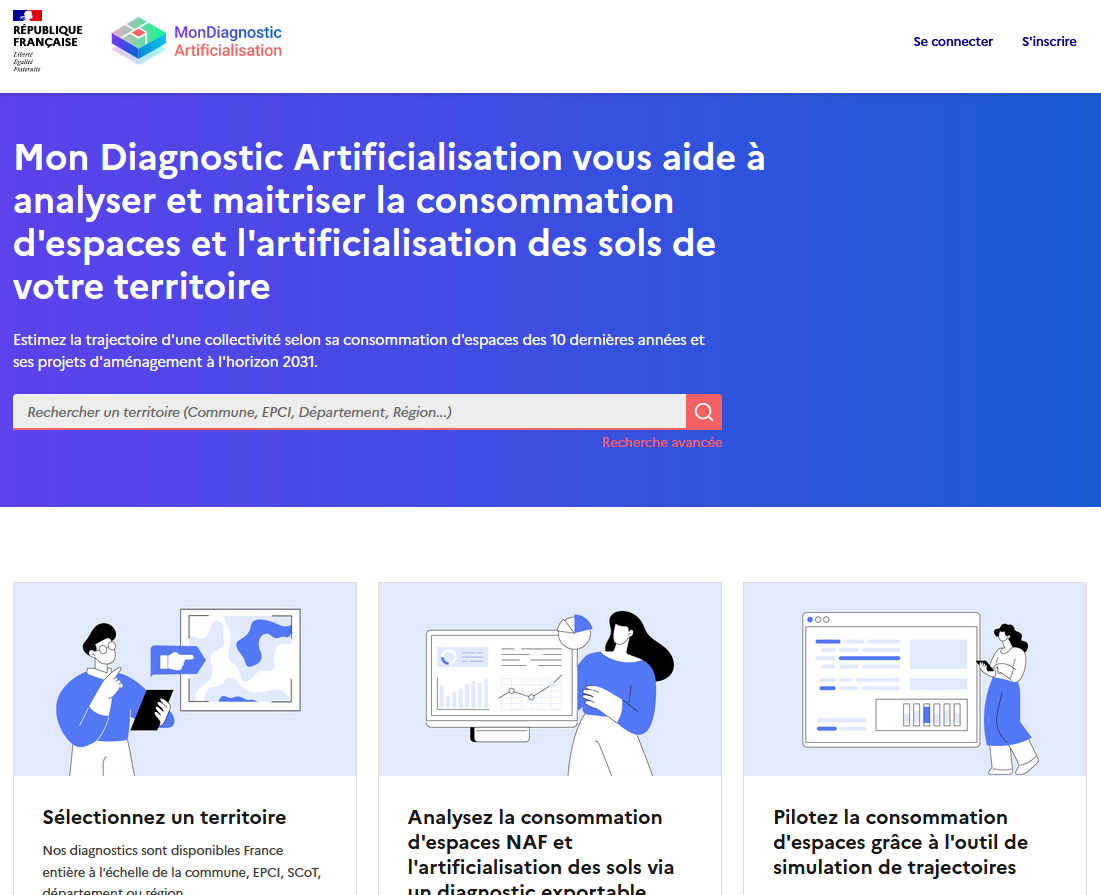 RÉPUBLIQUE
FRANÇAISE
Liberté
Égalité
Fraternité
MonDiagnostic
Artificialisation
Se connecter
S'inscrire
Mon Diagnostic Artificialisation vous aide à
analyser et maitriser la consommation
d'espaces et l'artificialisation des sols de
votre territoire
Estimez la trajectoire d'une collectivité selon sa consommation d'espaces des 10 dernières années et
ses projets d'aménagement à l'horizon 2031.
Rechercher un territoire (Commune, EPCI, Département, Région...)
Recherche avancée
Sélectionnez un territoire
Nos diagnostics sont disponibles France
entière à l'échelle de la commune, EPCI, SCoT,
département ou région.
Analysez la consommation
d'espaces NAF et
l'artificialisation des sols via
un diagnostic exportable
Pilotez la consommation
d'espaces grâce à l'outil de
simulation de trajectoires